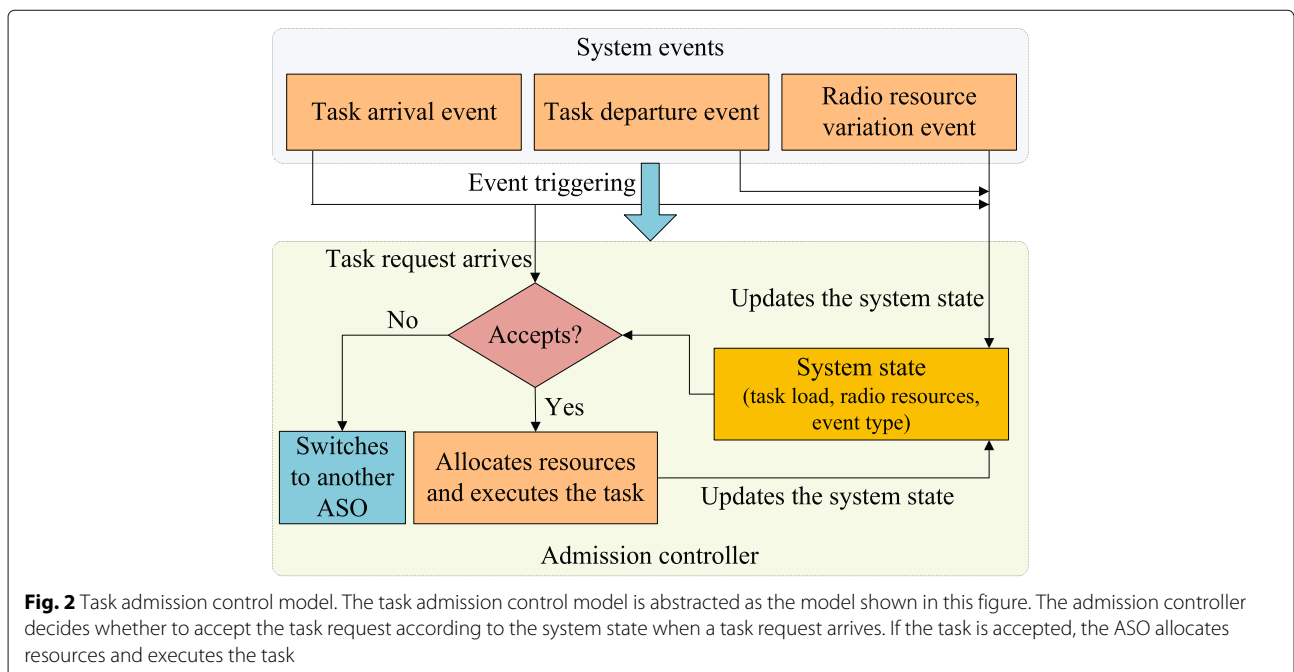 System events
Task arrival event
Task departure event
Radio resource
variation event
Event triggering
Task request arrives
Updates the system state
No
Accepts?
System state
(task load, radio resources,
event type)
Yes
Switches
to another
ASO
Allocates resources
and executes the task
Updates the system state
Admission controller
Fig. 2 Task admission control model. The task admission control model is abstracted as the model shown in this figure. The admission controller
decides whether to accept the task request according to the system state when a task request arrives. If the task is accepted, the ASO allocates
resources and executes the task